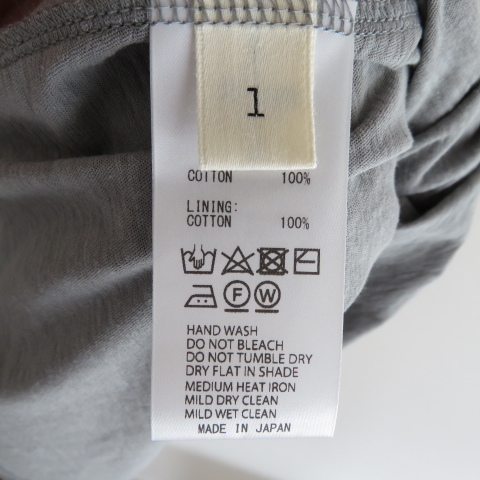 1
COTTON 100%
LINING:
COTTON 100%
F W
HAND WASH
DO NOT BLEACH
DO NOT TUMBLE DRY
DRY FLAT IN SHADE
MEDIUM HEAT IRON
MILD DRY CLEAN
MILD WET CLEAN
MADE IN JAPAN